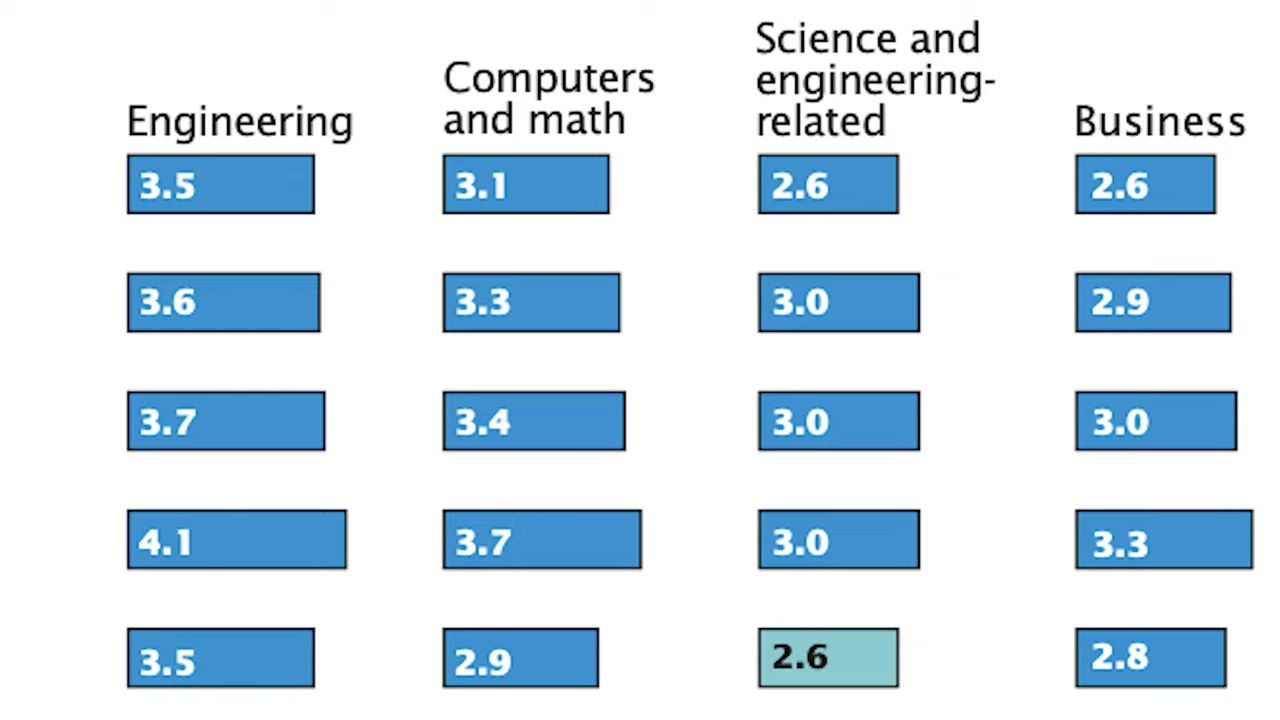 Engineering
Computers
and math
Science and
engineering-
related
Business
3.5 3.1 2.6 2.6
3.6 3.3 3.0 2.9
3.7 3.4 3.0 3.0
4.1 3.7 3.0 3.3
3.5 2.9 2.6 2.8